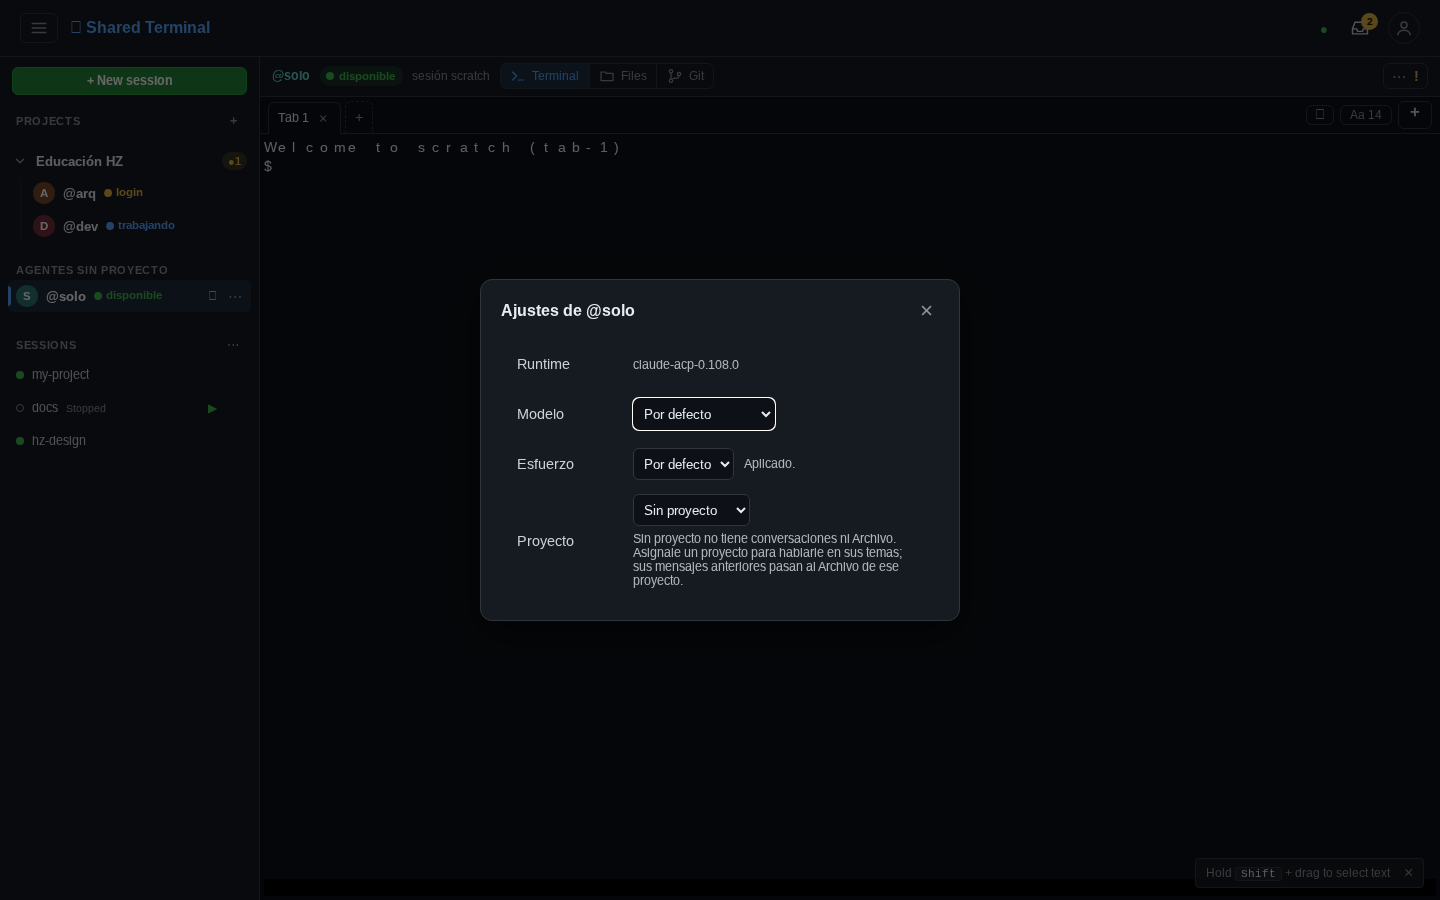 Shared Terminal
2
+ New session
@solo
disponible
sesión scratch
Terminal
Files
Git
... !
PROJECTS +
Tab 1 × +
Aa 14
+
Welcome to scratch (tab-1)
$
Educación HZ
1
A @arq login
D @dev trabajando
AGENTES SIN PROYECTO
S @solo disponible ...
SESSIONS ...
my-project
docs Stopped
hz-design
Ajustes de @solo ×
Runtime claude-acp-0.108.0
Modelo Por defecto
Esfuerzo Por defecto Aplicado.
Sin proyecto
Proyecto
Sin proyecto no tiene conversaciones ni Archivo.
Asígnale un proyecto para hablarle en sus temas;
sus mensajes anteriores pasan al Archivo de ese
proyecto.
Hold Shift + drag to select text ×